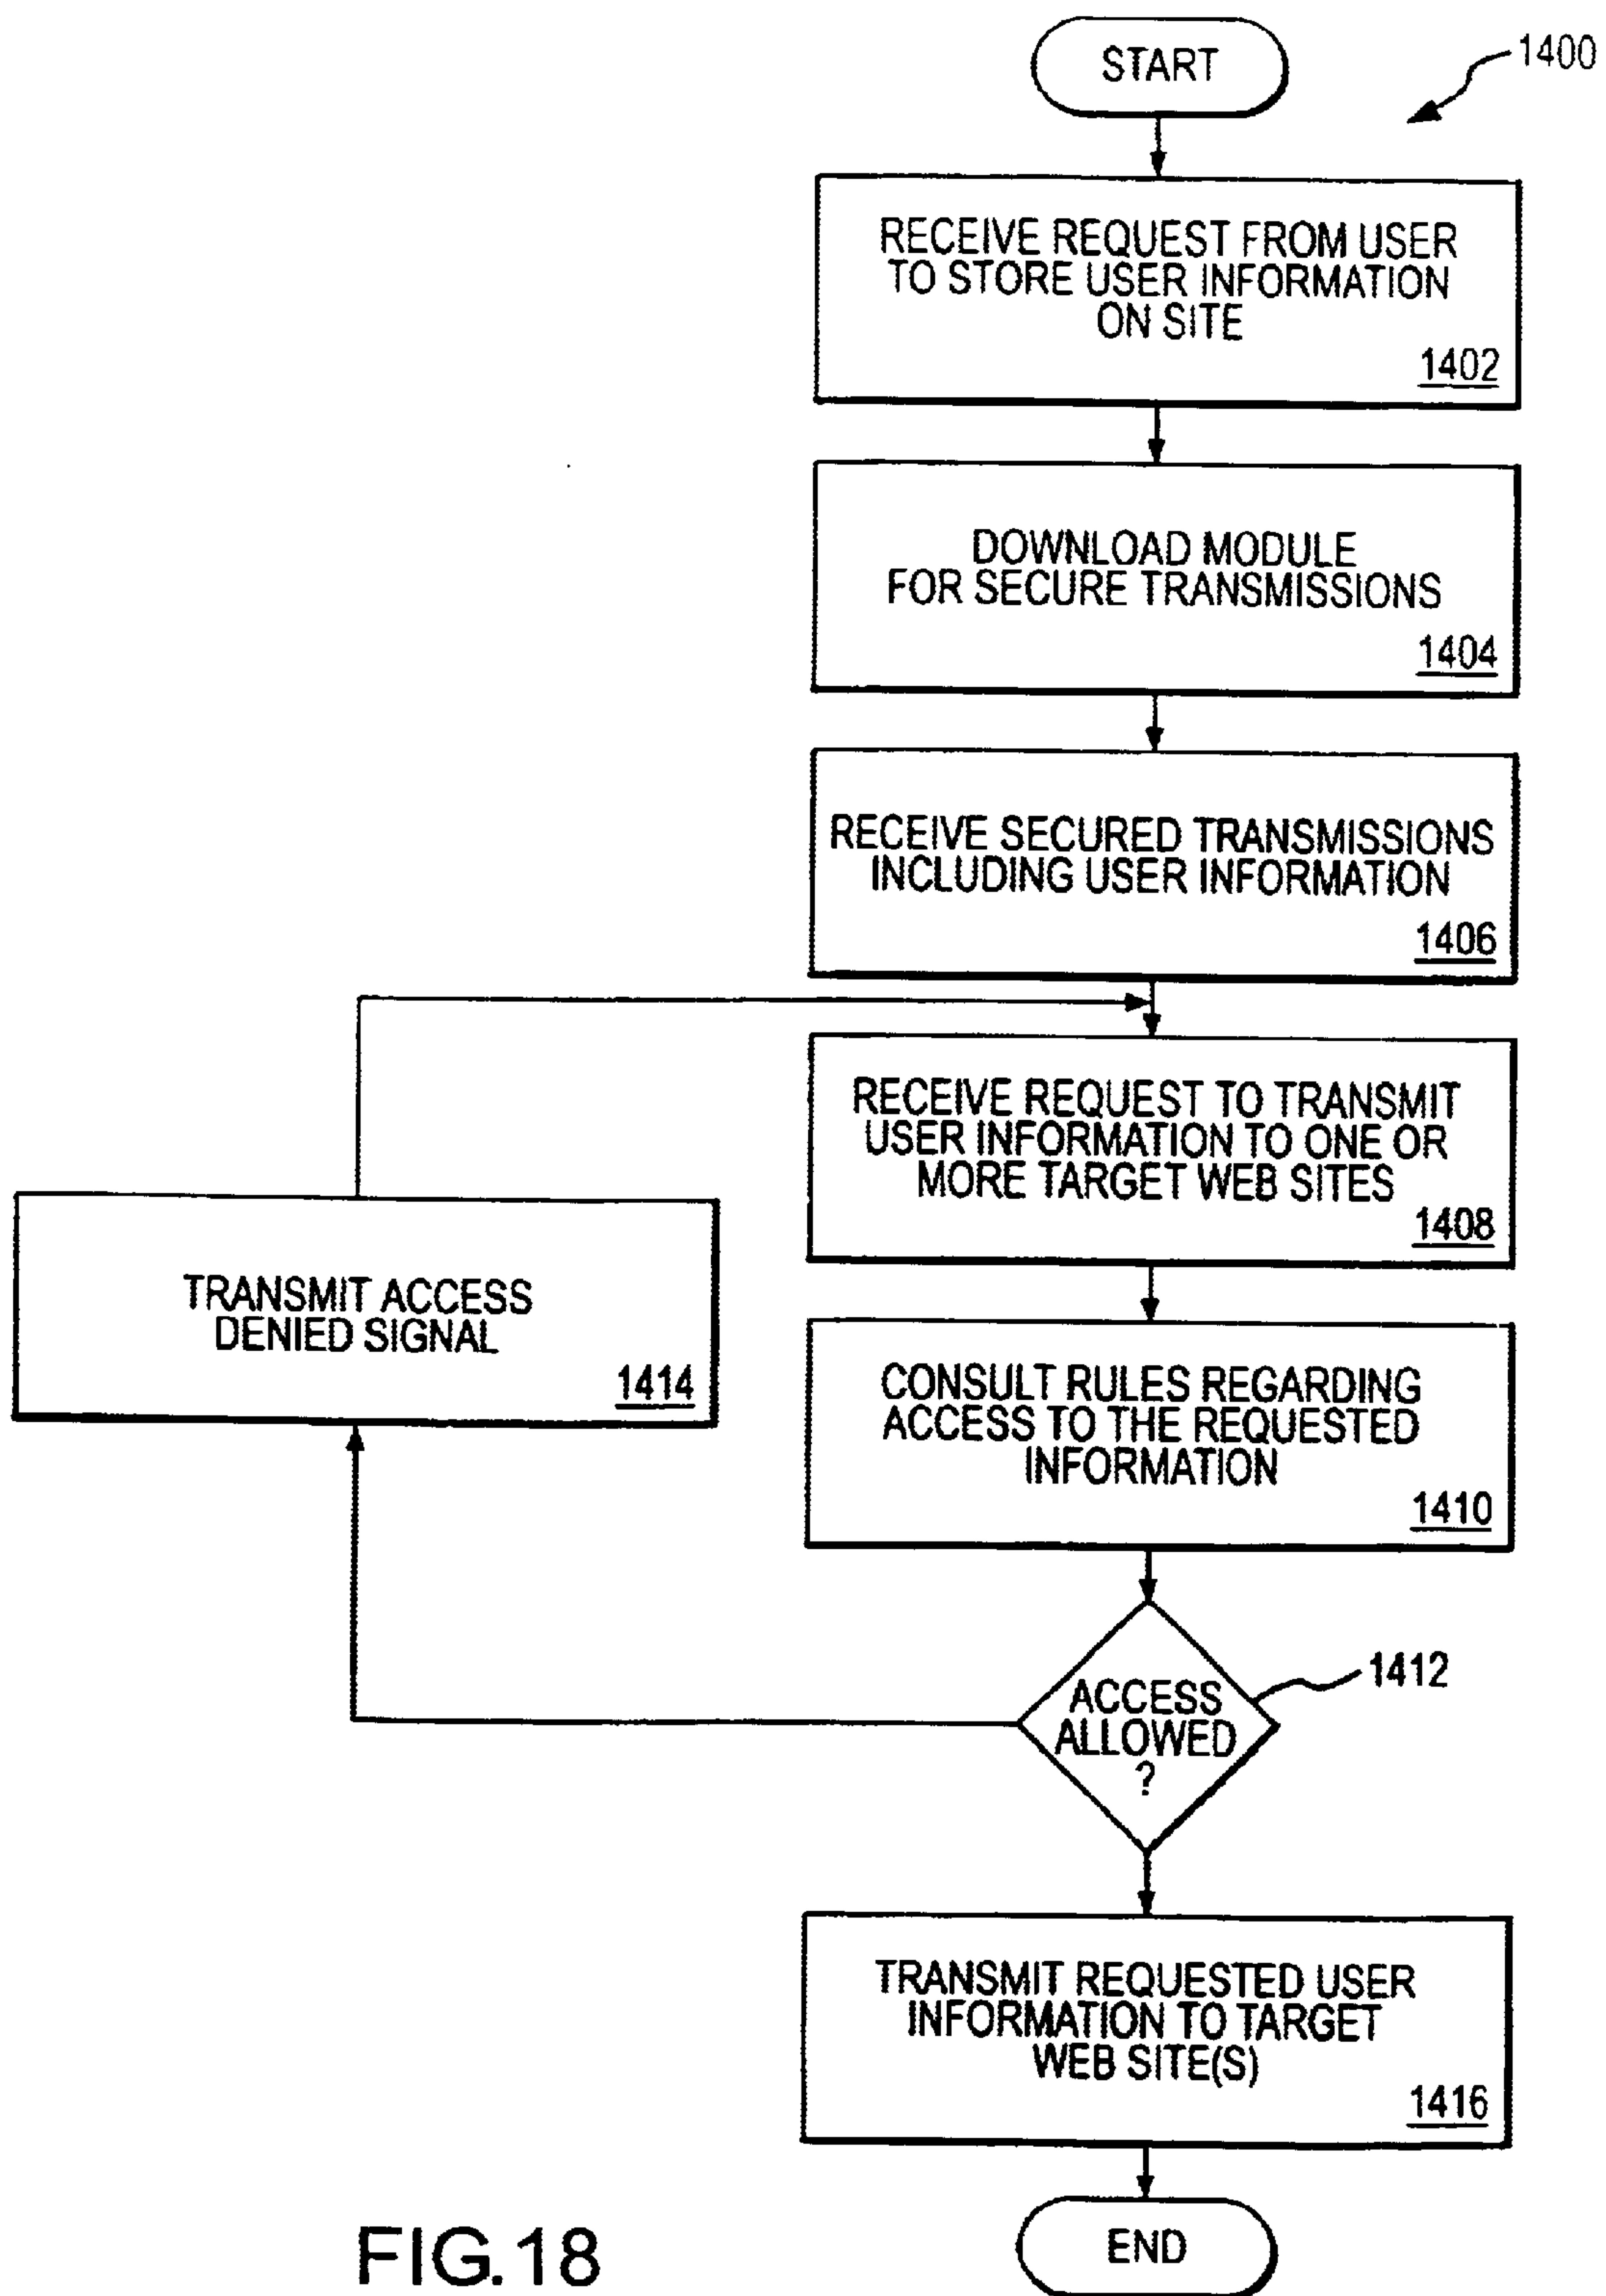 START
1400
RECEIVE REQUEST FROM USER
TO STORE USER INFORMATION
ON SITE
1402
DOWNLOAD MODULE
FOR SECURE TRANSMISSIONS
1404
RECEIVE SECURED TRANSMISSIONS
INCLUDING USER INFORMATION
1406
RECEIVE REQUEST TO TRANSMIT
USER INFORMATION TO ONE OR
MORE TARGET WEB SITES
1408
TRANSMIT ACCESS
DENIED SIGNAL
1414
CONSULT RULES REGARDING
ACCESS TO THE REQUESTED
INFORMATION
1410
ACCESS
ALLOWED
?
1412
TRANSMIT REQUESTED USER
INFORMATION TO TARGET
WEB SITE(S)
1416
END
FIG.18